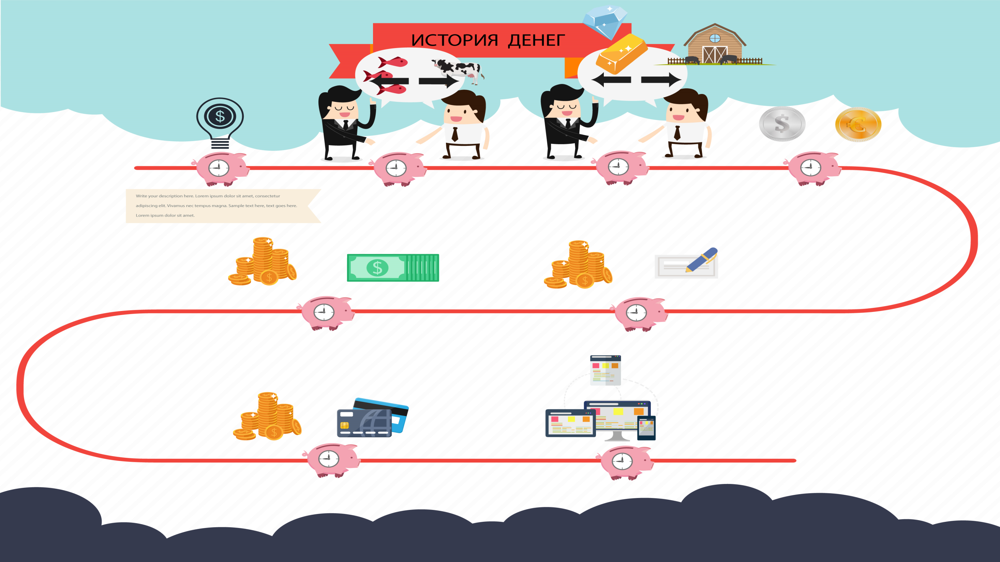 ИСТОРИЯ ДЕНЕГ
Write your description here. Lorem ipsum dolor sit amet, consectetur
adipiscing elit. Vivamus nec tempus magna. Sample text here, text goes here.
Lorem ipsum dolor sit amet.